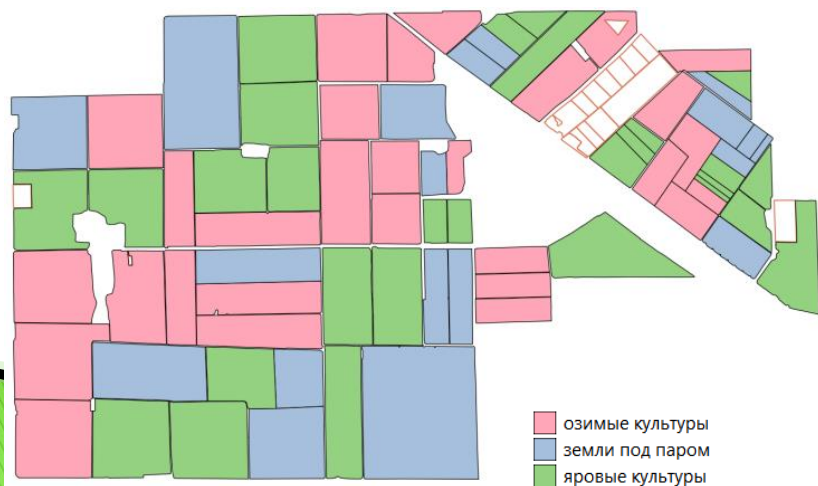 озимые культуры
земли под паром
яровые культуры